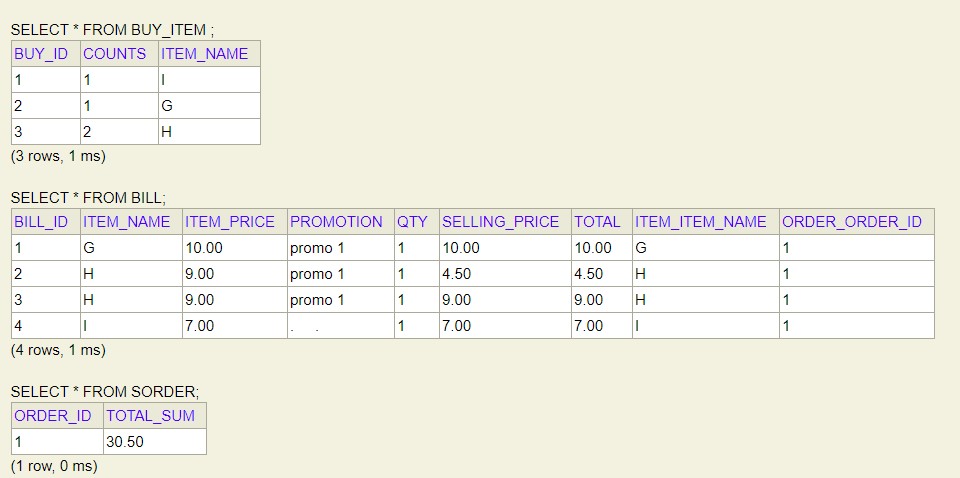 SELECT * FROM BUY_ITEM ;
BUY_ID COUNTS ITEM_NAME
1 1 I
2 1 G
3 2 H
(3 rows, 1 ms)
SELECT * FROM BILL;
BILL_ID ITEM_NAME ITEM_PRICE PROMOTION QTY SELLING_PRICE TOTAL ITEM_ITEM_NAME ORDER_ORDER_ID
1 G 10.00 promo 1 1 10.00 10.00 G 1
2 H 9.00 promo 1 1 4.50 4.50 H 1
3 H 9.00 promo 1 1 9.00 9.00 H 1
4 I 7.00 . . 1 7.00 7.00 I 1
(4 rows, 1 ms)
SELECT * FROM SORDER;
ORDER_ID TOTAL_SUM
1 30.50
(1 row, 0 ms)